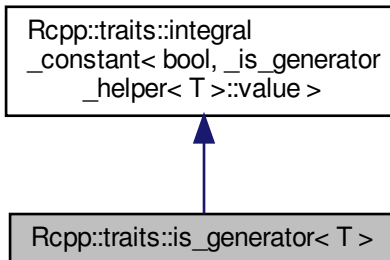 Rcpp::traits::integral
_constant< bool, _is_generator
_helper< T >::value >
Rcpp::traits::is_generator< T >